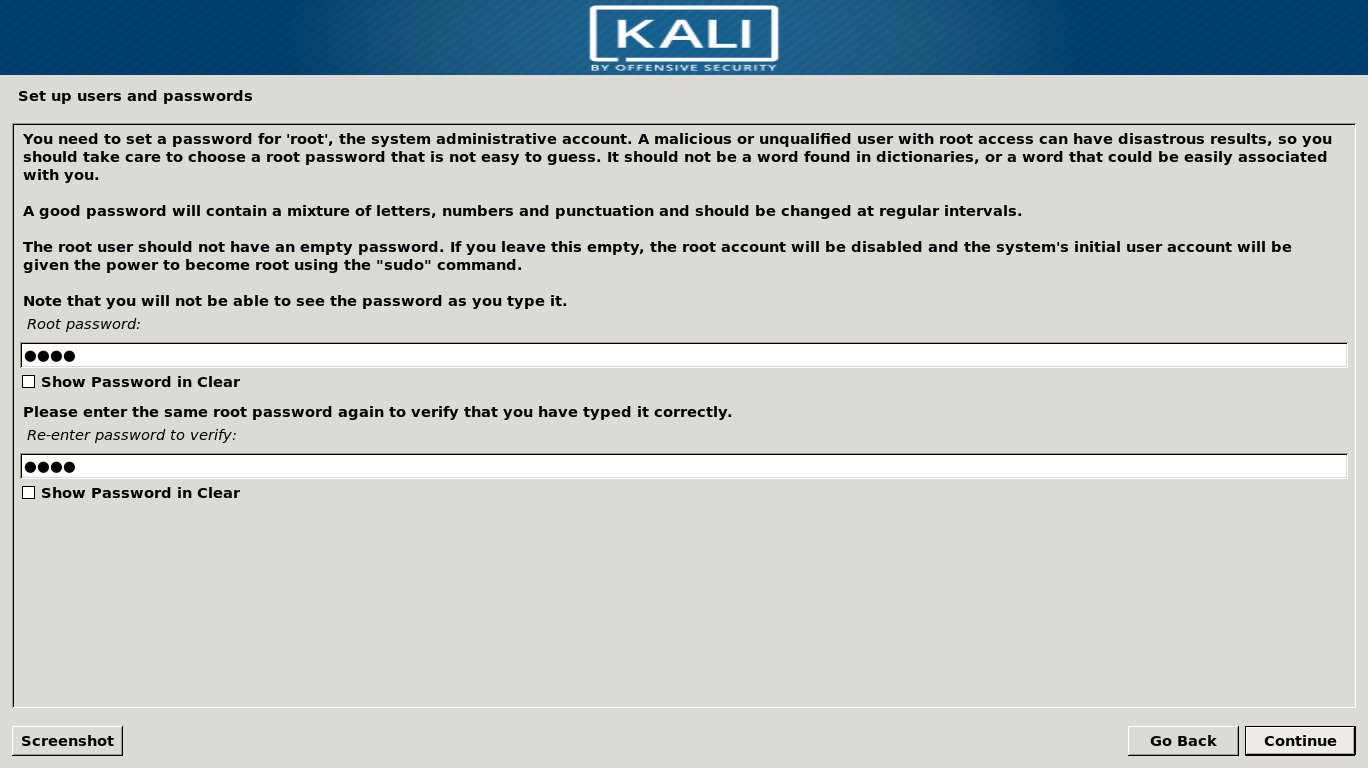 KALI
BY OFFENSIVE SECURITY
Set up users and passwords
You need to set a password for 'root', the system administrative account. A malicious or unqualified user with root access can have disastrous results, so you
should take care to choose a root password that is not easy to guess. It should not be a word found in dictionaries, or a word that could be easily associated
with you.
A good password will contain a mixture of letters, numbers and punctuation and should be changed at regular intervals.
The root user should not have an empty password. If you leave this empty, the root account will be disabled and the system's initial user account will be
given the power to become root using the "sudo" command.
Note that you will not be able to see the password as you type it.
Root password:
●●●●
Show Password in Clear
Please enter the same root password again to verify that you have typed it correctly.
Re-enter password to verify:
●●●●
Show Password in Clear
Screenshot
Go Back
Continue